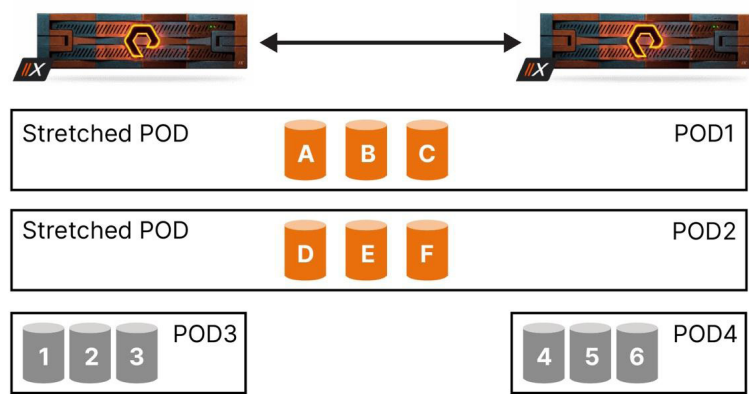 //X
//X
Stretched POD A B C POD1
Stretched POD D E F POD2
1 2 3 POD3
4 5 6 POD4